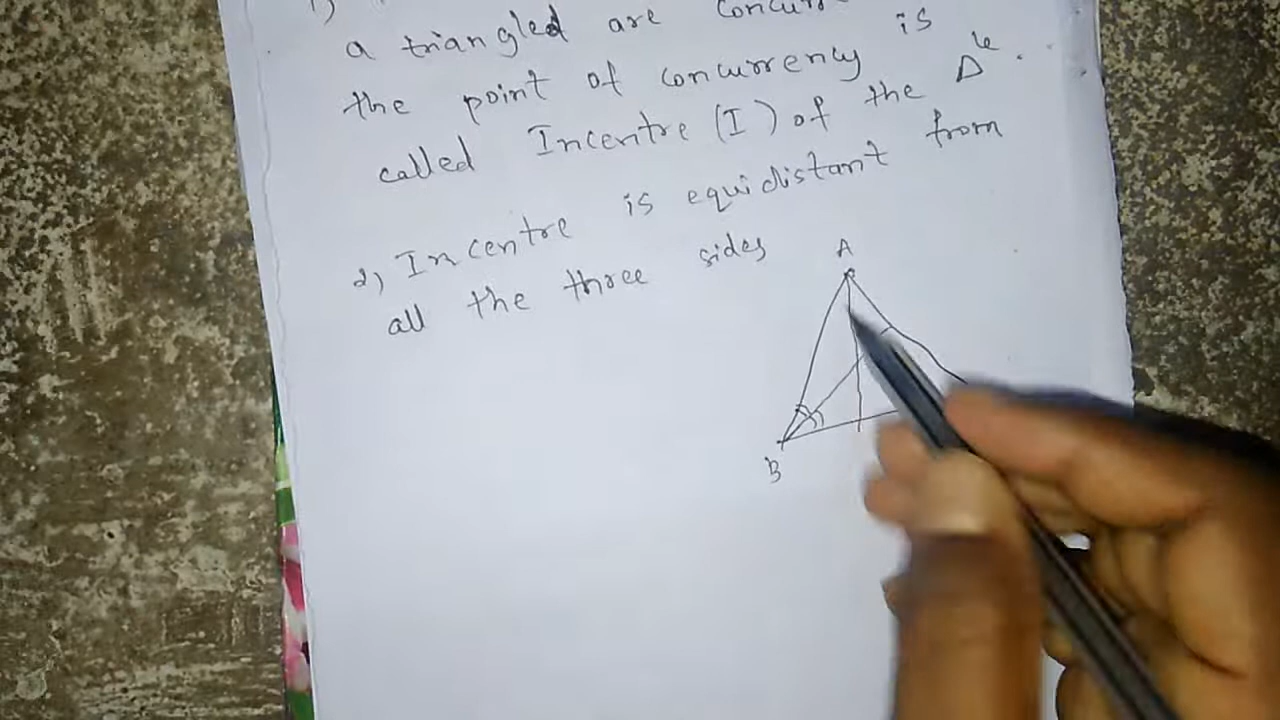 1)
a triangled are
the point of concurrency is
called Incentre (I) of the Δle.
2) Incentre is equidistant from
all the three sides
A
B